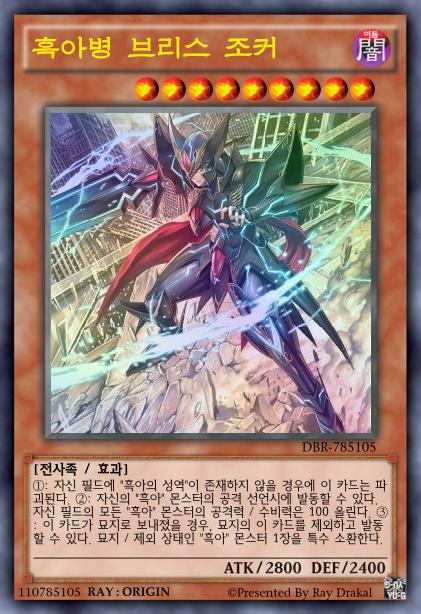 흑아병 브리스 조커
어둠
闇
DBR-785105
[전사족 / 효과]
①: 자신 필드에 "흑아의 성역"이 존재하지 않을 경우에 이 카드는 파
괴된다. ②: 자신의 "흑아" 몬스터의 공격 선언시에 발동할 수 있다.
자신 필드의 모든 "흑아" 몬스터의 공격력 / 수비력은 100 올린다. ③
: 이 카드가 묘지로 보내졌을 경우, 묘지의 이 카드를 제외하고 발동
할 수 있다. 묘지 / 제외 상태인 "흑아" 몬스터 1장을 특수 소환한다.
ATK/2800 DEF/2400
110785105 RAY : ORIGIN ©Presented By Ray Drakal